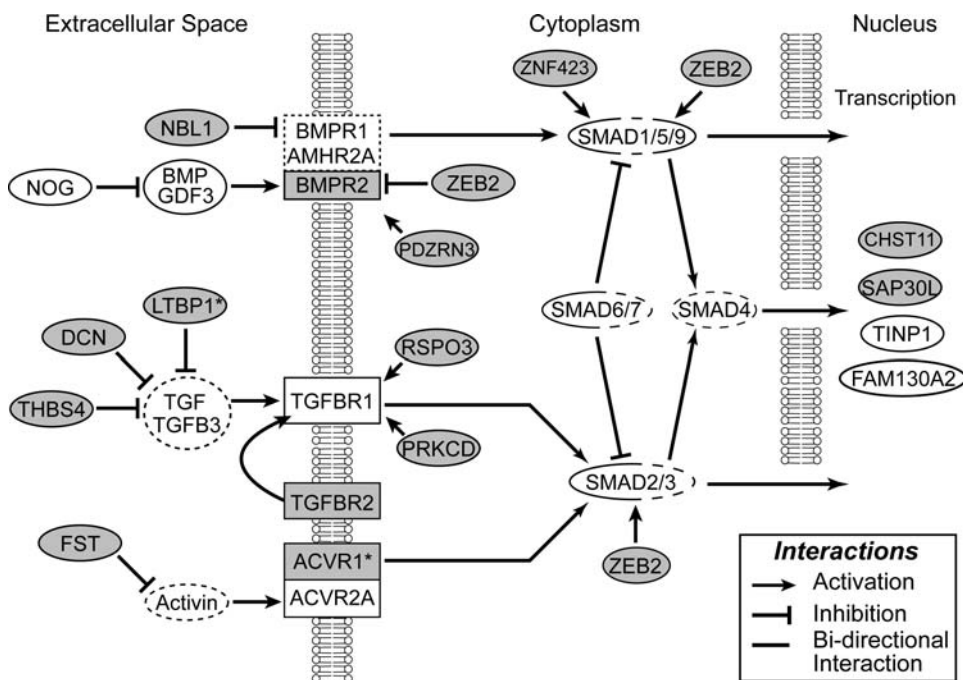 Extracellular Space
Cytoplasm
Nucleus
ZNF423
ZEB2
Transcription
NBL1
BMPR1
AMHR2A
SMAD1/5/9
NOG
BMP
GDF3
BMPR2
ZEB2
PDZRN3
CHST11
LTBP1*
SMAD6/7
SMAD4
SAP30L
DCN
RSPO3
TINP1
THBS4
TGF
TGFB3
TGFBR1
FAM130A2
PRKCD
TGFBR2
SMAD2/3
FST
ACVR1*
ZEB2
Activin
ACVR2A
Interactions
Activation
Inhibition
Bi-directional
Interaction